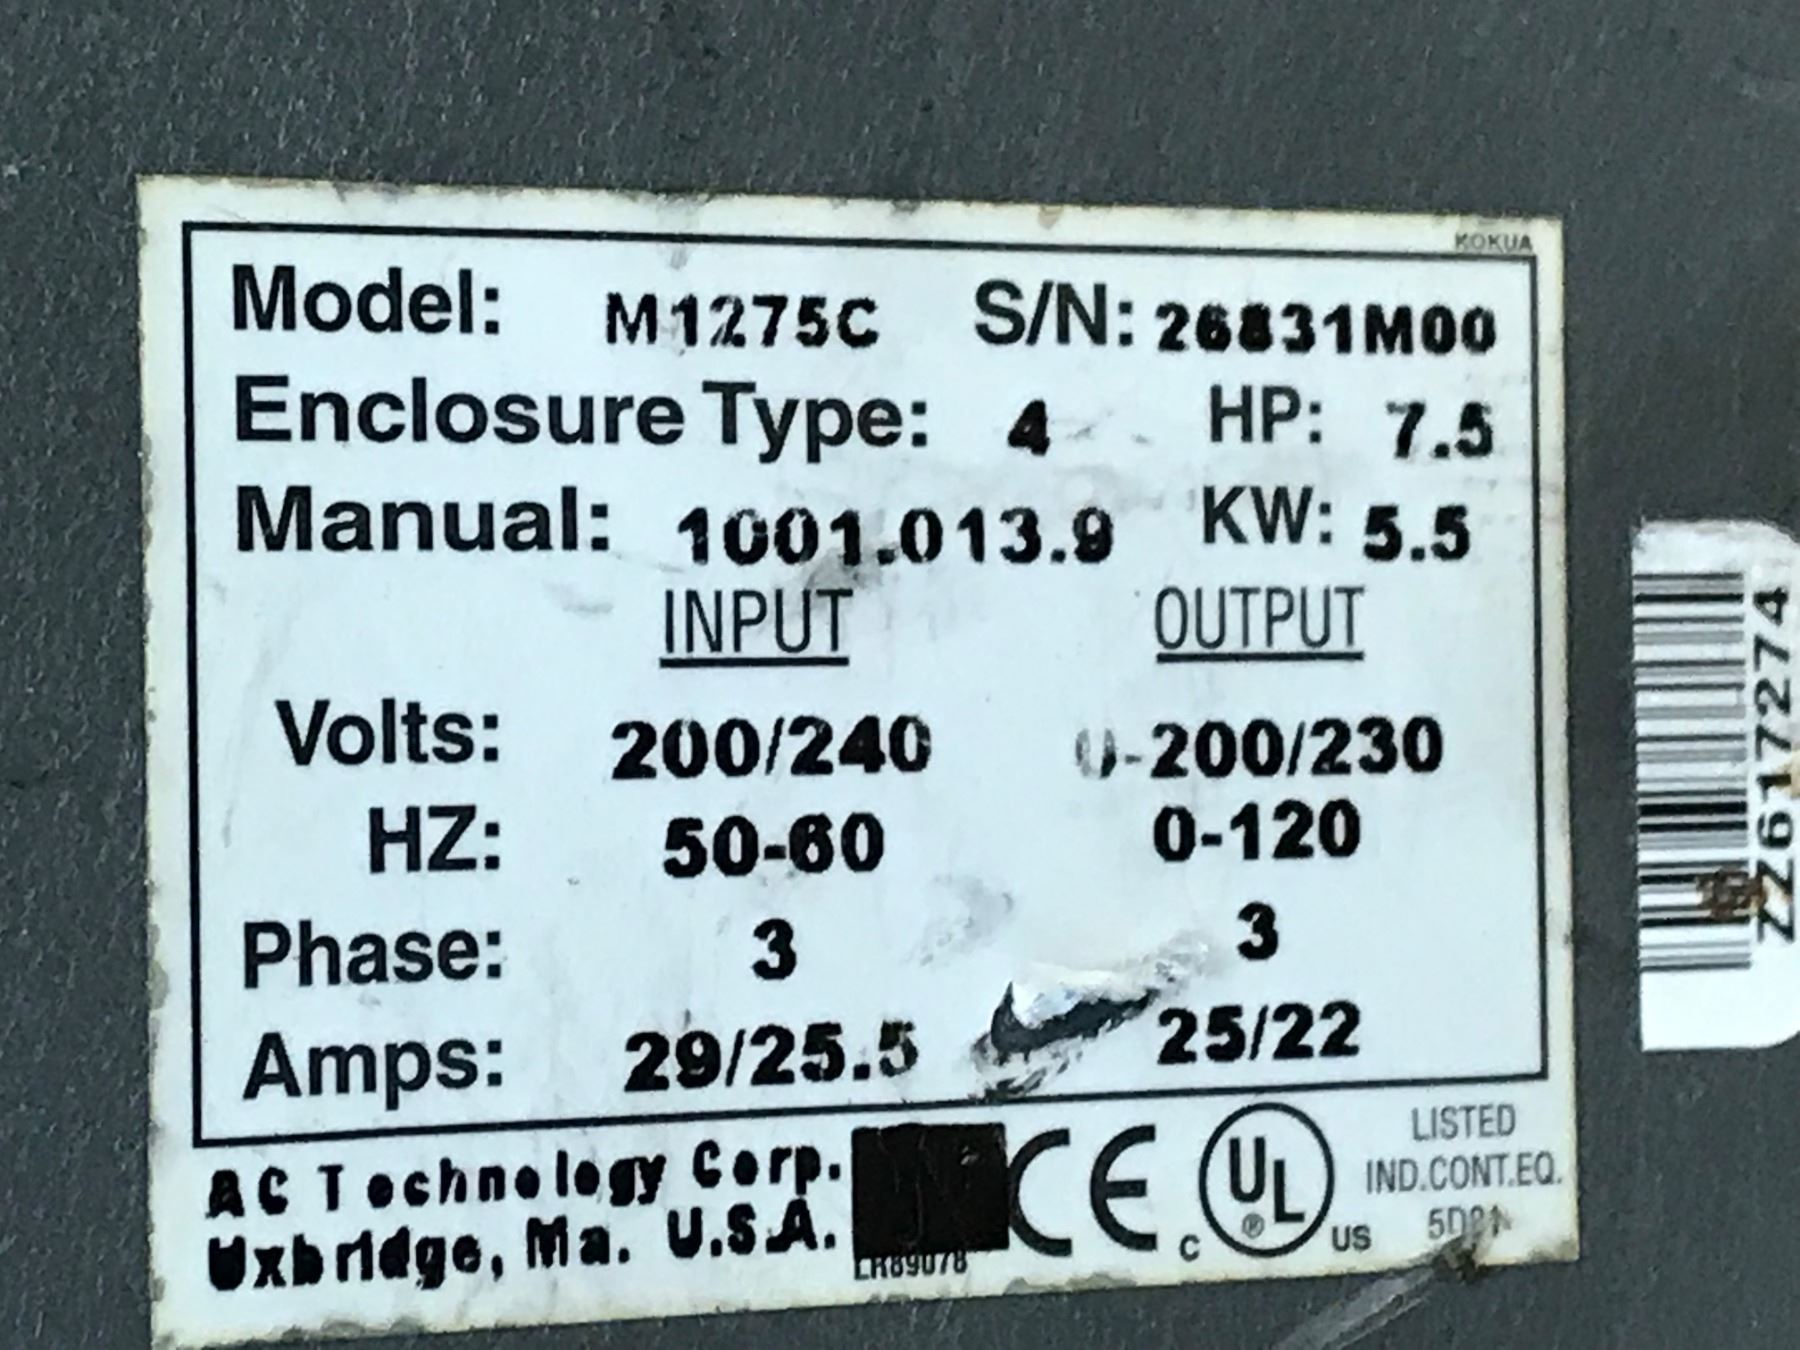 KOKUA
Model: M1275C S/N: 26831M00
Enclosure Type: 4 HP: 7.5
Manual: 1001.013.9 KW: 5.5
INPUT OUTPUT
Volts: 200/240 0-200/230
HZ: 50-60 0-120
Phase: 3 3
Amps: 29/25.5 25/22
AC Technology Corp.
Uxbridge, Ma. U.S.A.
LR89078
CE
C UL ® US
LISTED
IND.CONT.EQ.
ZZ617274